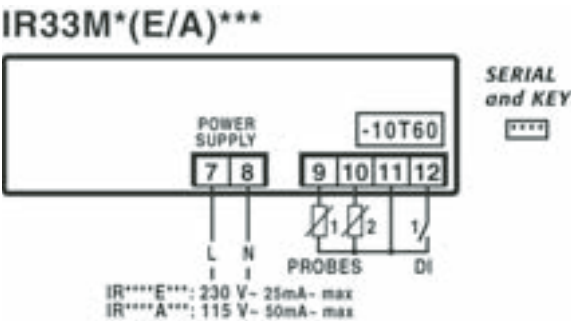 IR33M*(E/A)***
SERIAL
and KEY
POWER
SUPPLY
-10T60
7 8 9 10 11 12
1 2 1
L N
PROBES DI
IR****E***: 230 V~ 25mA~ max
IR****A***: 115 V~ 50mA~ max